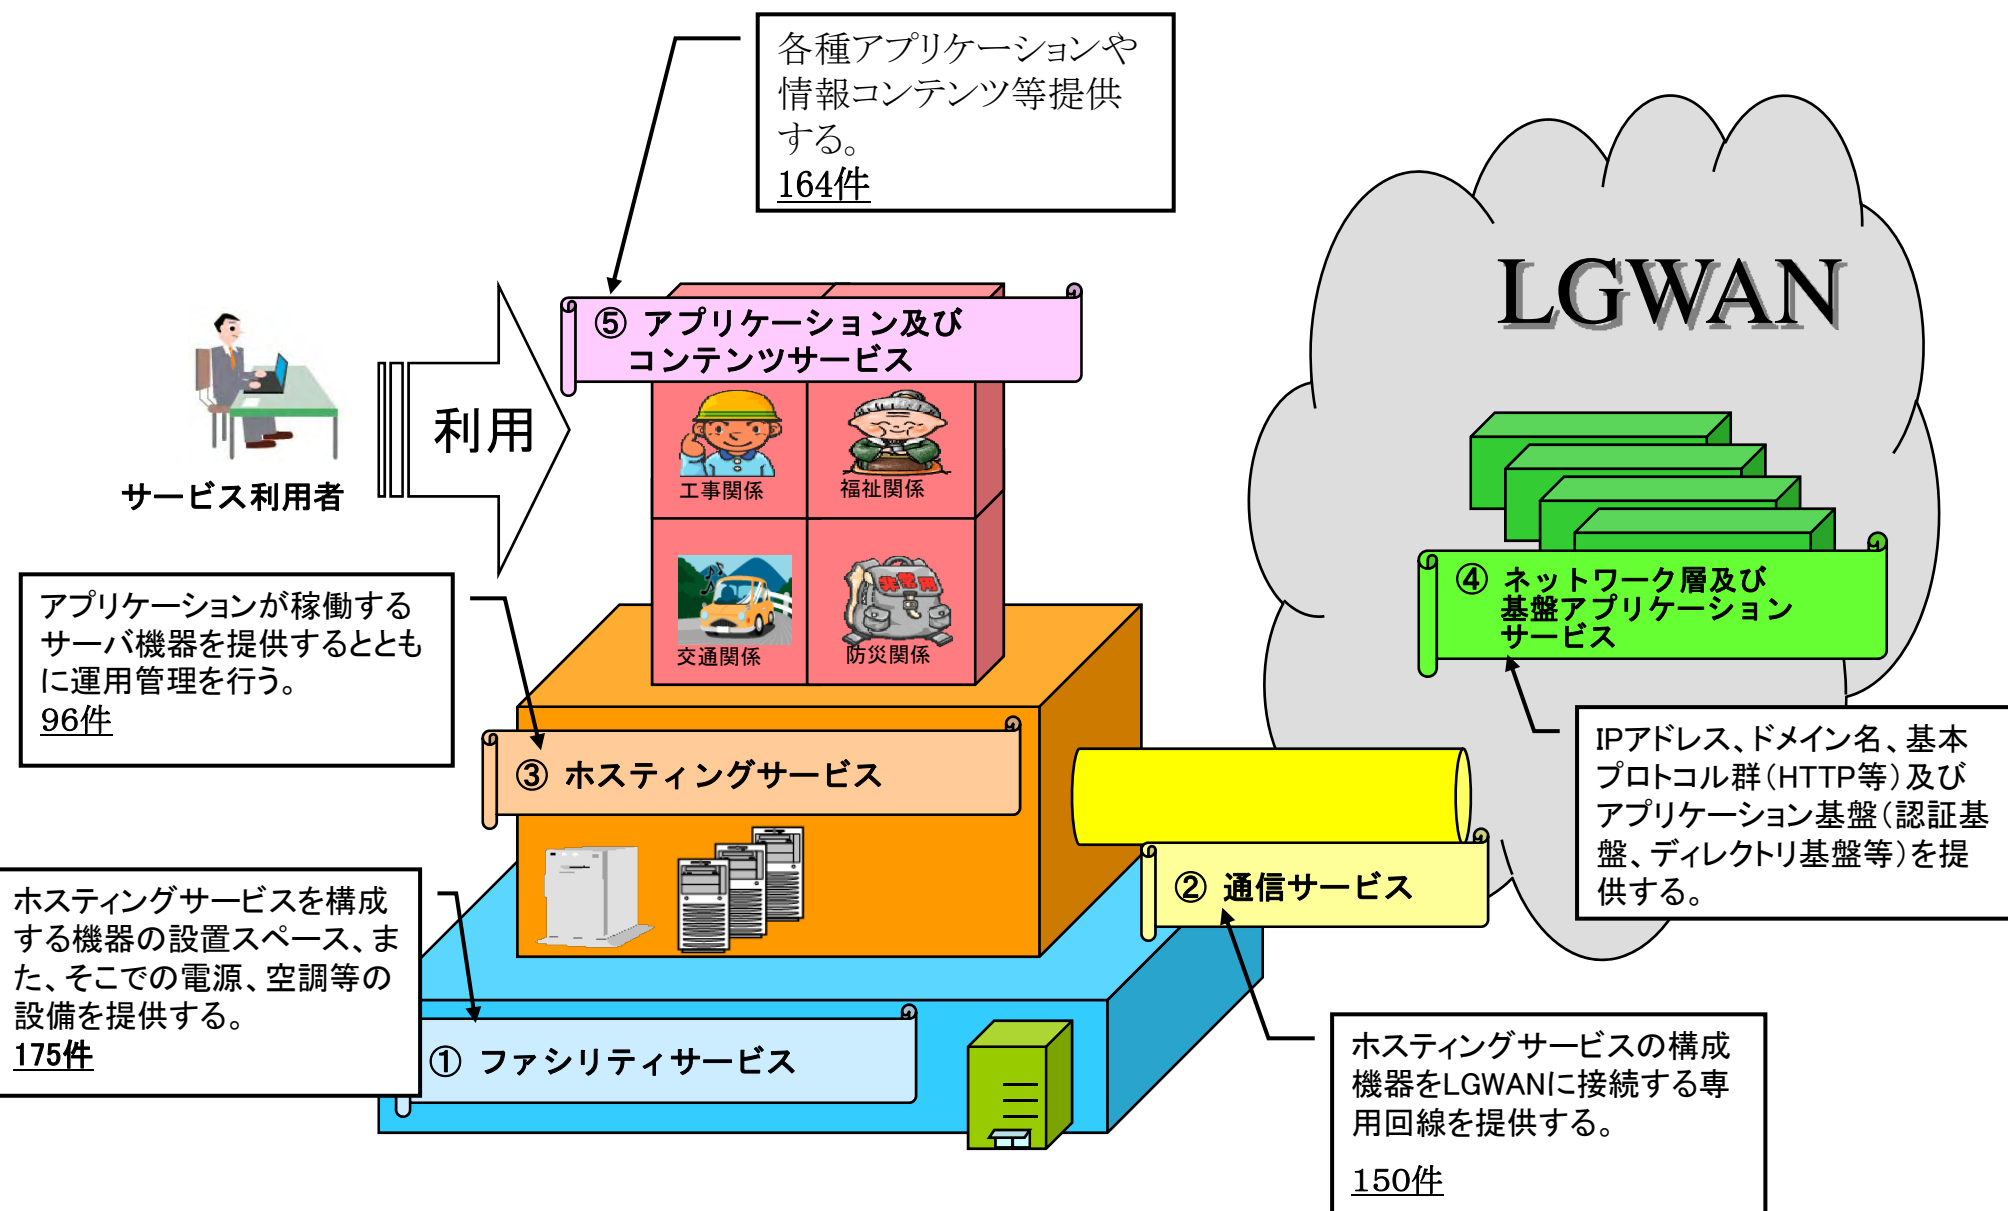 各種アプリケーションや
情報コンテンツ等提供
する。
164件
LGWAN
⑤ アプリケーション及び
コンテンツサービス
利用
サービス利用者
工事関係
福祉関係
交通関係
非常用
防災関係
④ ネットワーク層及び
基盤アプリケーション
サービス
アプリケーションが稼働する
サーバ機器を提供するととも
に運用管理を行う。
96件
③ ホスティングサービス
IPアドレス、ドメイン名、基本
プロトコル群(HTTP等)及び
アプリケーション基盤(認証基
盤、ディレクトリ基盤等)を提
供する。
② 通信サービス
ホスティングサービスを構成
する機器の設置スペース、ま
た、そこでの電源、空調等の
設備を提供する。
175件
① ファシリティサービス
ホスティングサービスの構成
機器をLGWANに接続する専
用回線を提供する。
150件